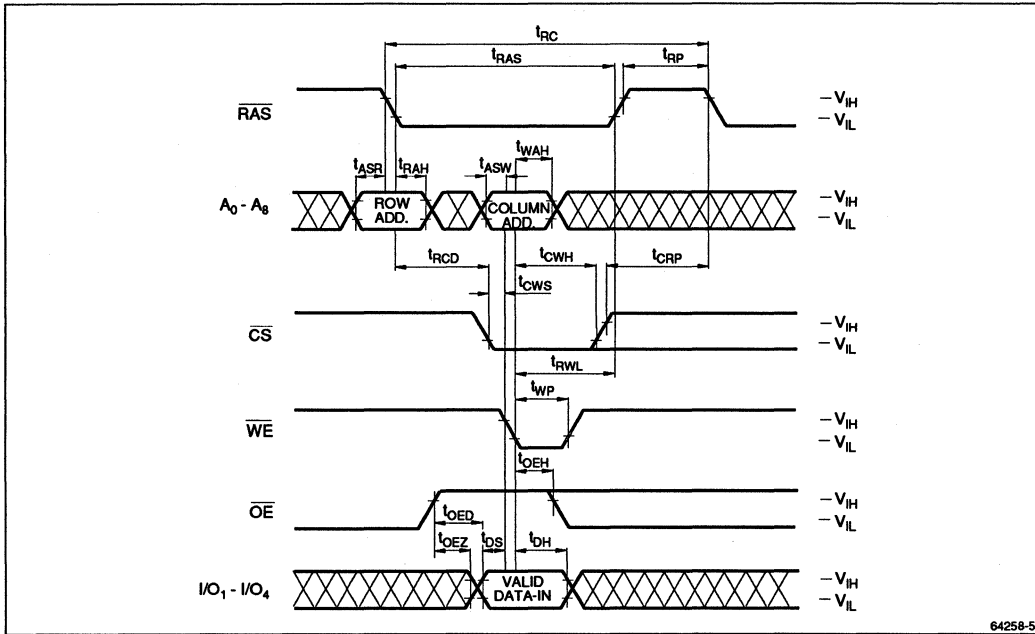 tRC
tRAS
tRP
RAS
– VIH
– VIL
tASR
tRAH
tASW
tWAH
A0 - A8
ROW
ADD.
COLUMN
ADD.
– VIH
– VIL
tRCD
tCWH
tCRP
tCWS
CS
– VIH
– VIL
tRWL
tWP
WE
– VIH
– VIL
tOEH
OE
– VIH
– VIL
tOED
tOEZ
tDS
tDH
I/O1 - I/O4
VALID
DATA-IN
– VIH
– VIL
64258-5